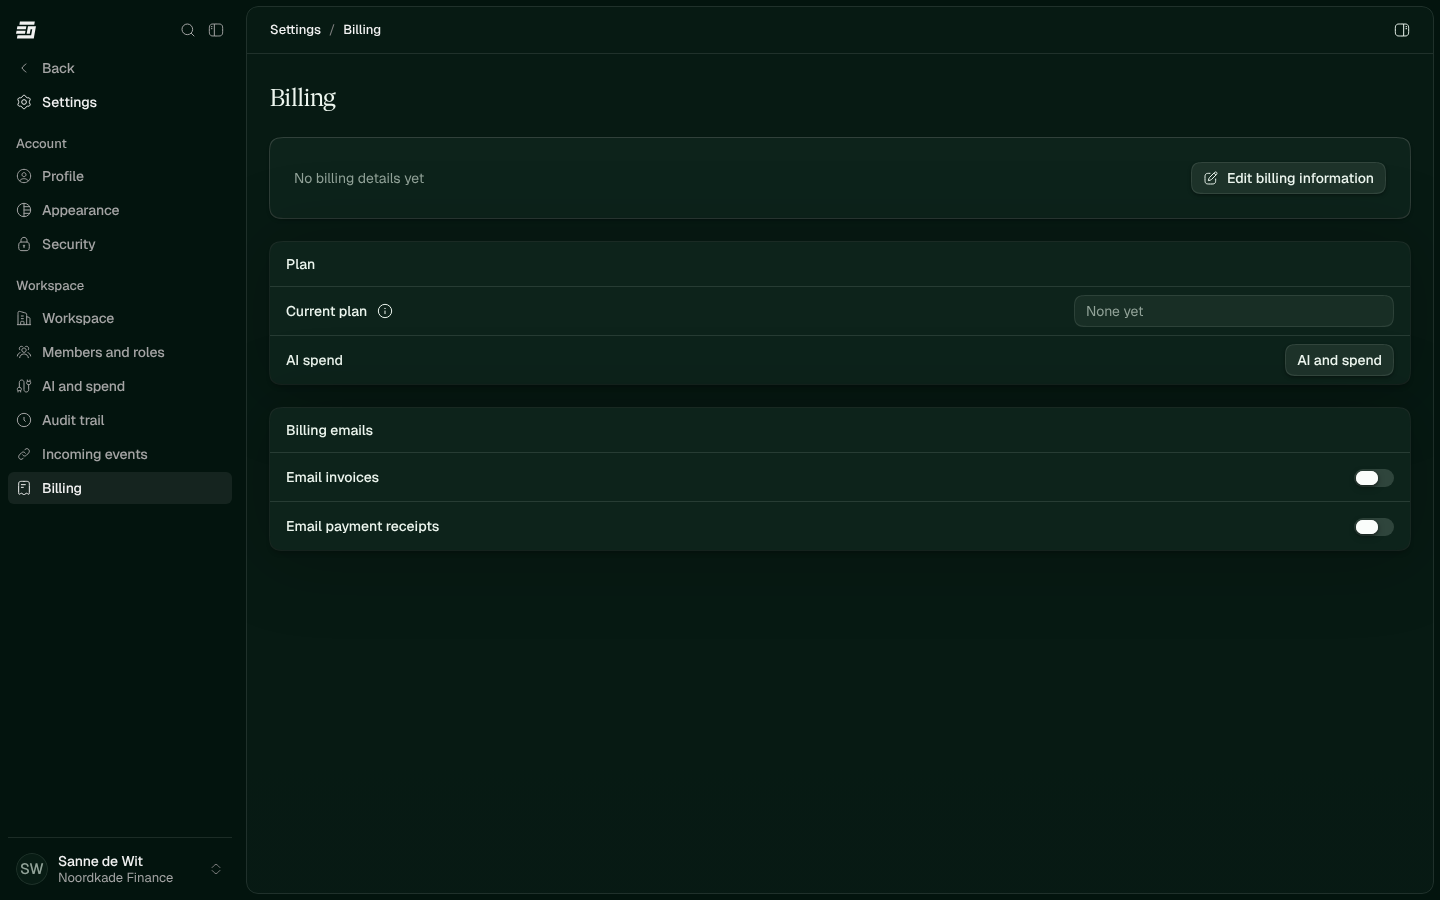 Settings / Billing
Back
Settings
Account
Profile
Appearance
Security
Workspace
Workspace
Members and roles
AI and spend
Audit trail
Incoming events
Billing
SW
Sanne de Wit
Noordkade Finance
Billing
No billing details yet
Edit billing information
Plan
Current plan
None yet
AI spend
AI and spend
Billing emails
Email invoices
Email payment receipts